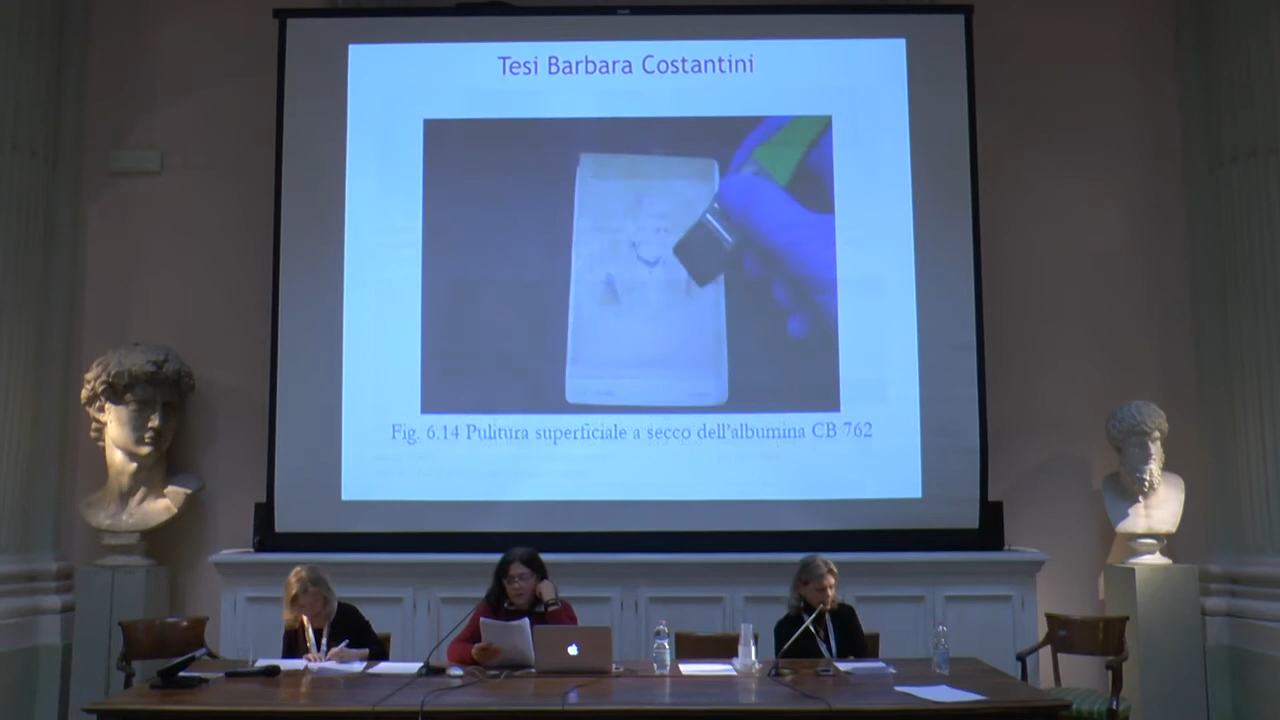 Tesi Barbara Costantini
Fig. 6.14 Pulitura superficiale a secco dell'albumina CB 762